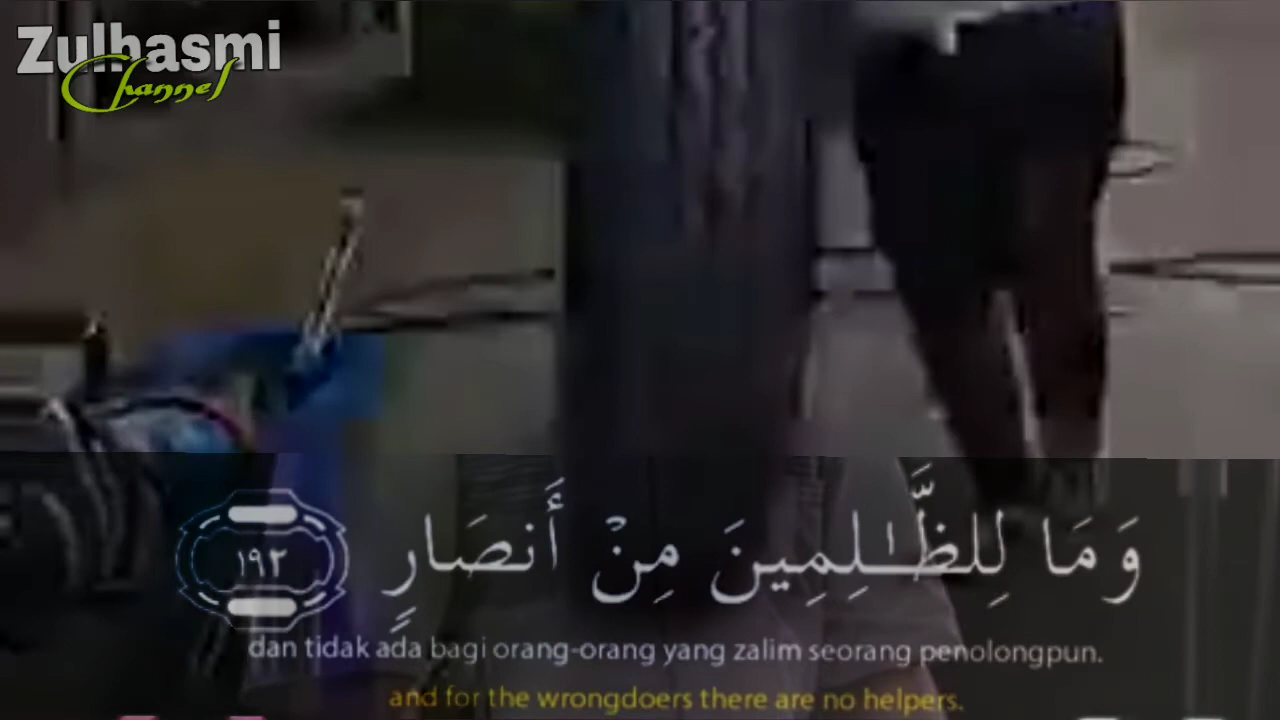 Zulhasmi
Channel
وَمَا لِلظَّـٰلِمِينَ مِنْ أَنصَارٍ ١٩٢
dan tidak ada bagi orang-orang yang zalim seorang penolongpun.
and for the wrongdoers there are no helpers.